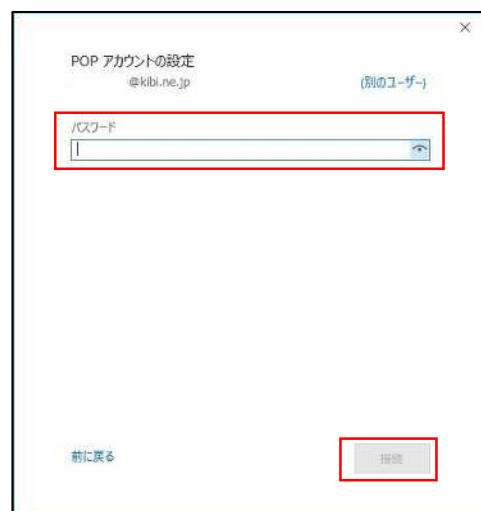 POP アカウントの設定
@kibi.ne.jp
(別のユーザー)
パスワード
前に戻る
接続